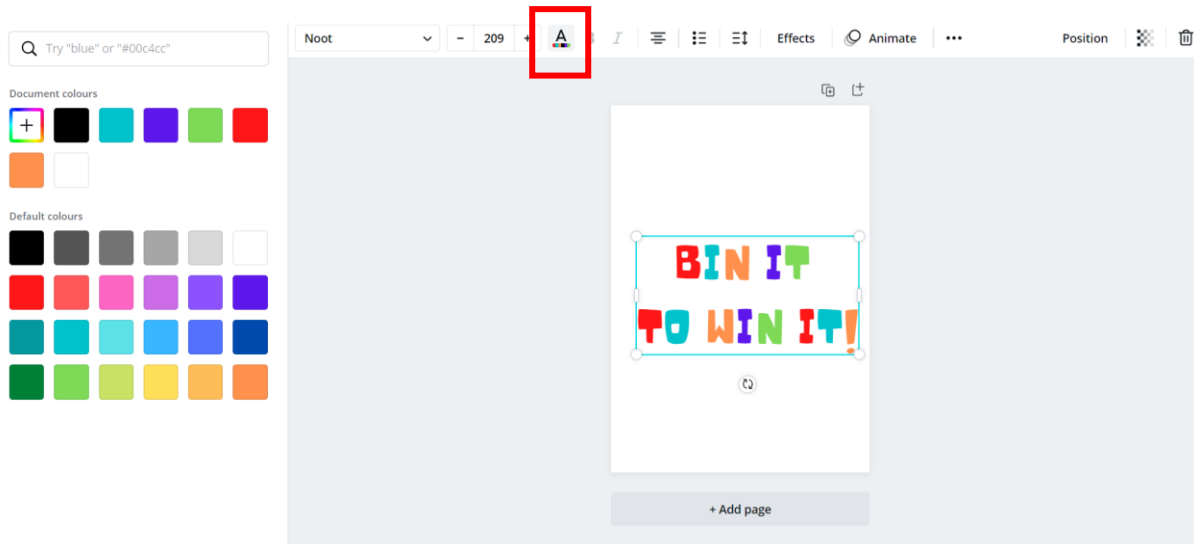 Noot
− 209 +
A
B
I
Effects
Animate
Position
Try "blue" or "#00c4cc"
Document colours
+
Default colours
BIN IT
TO WIN IT!
+ Add page